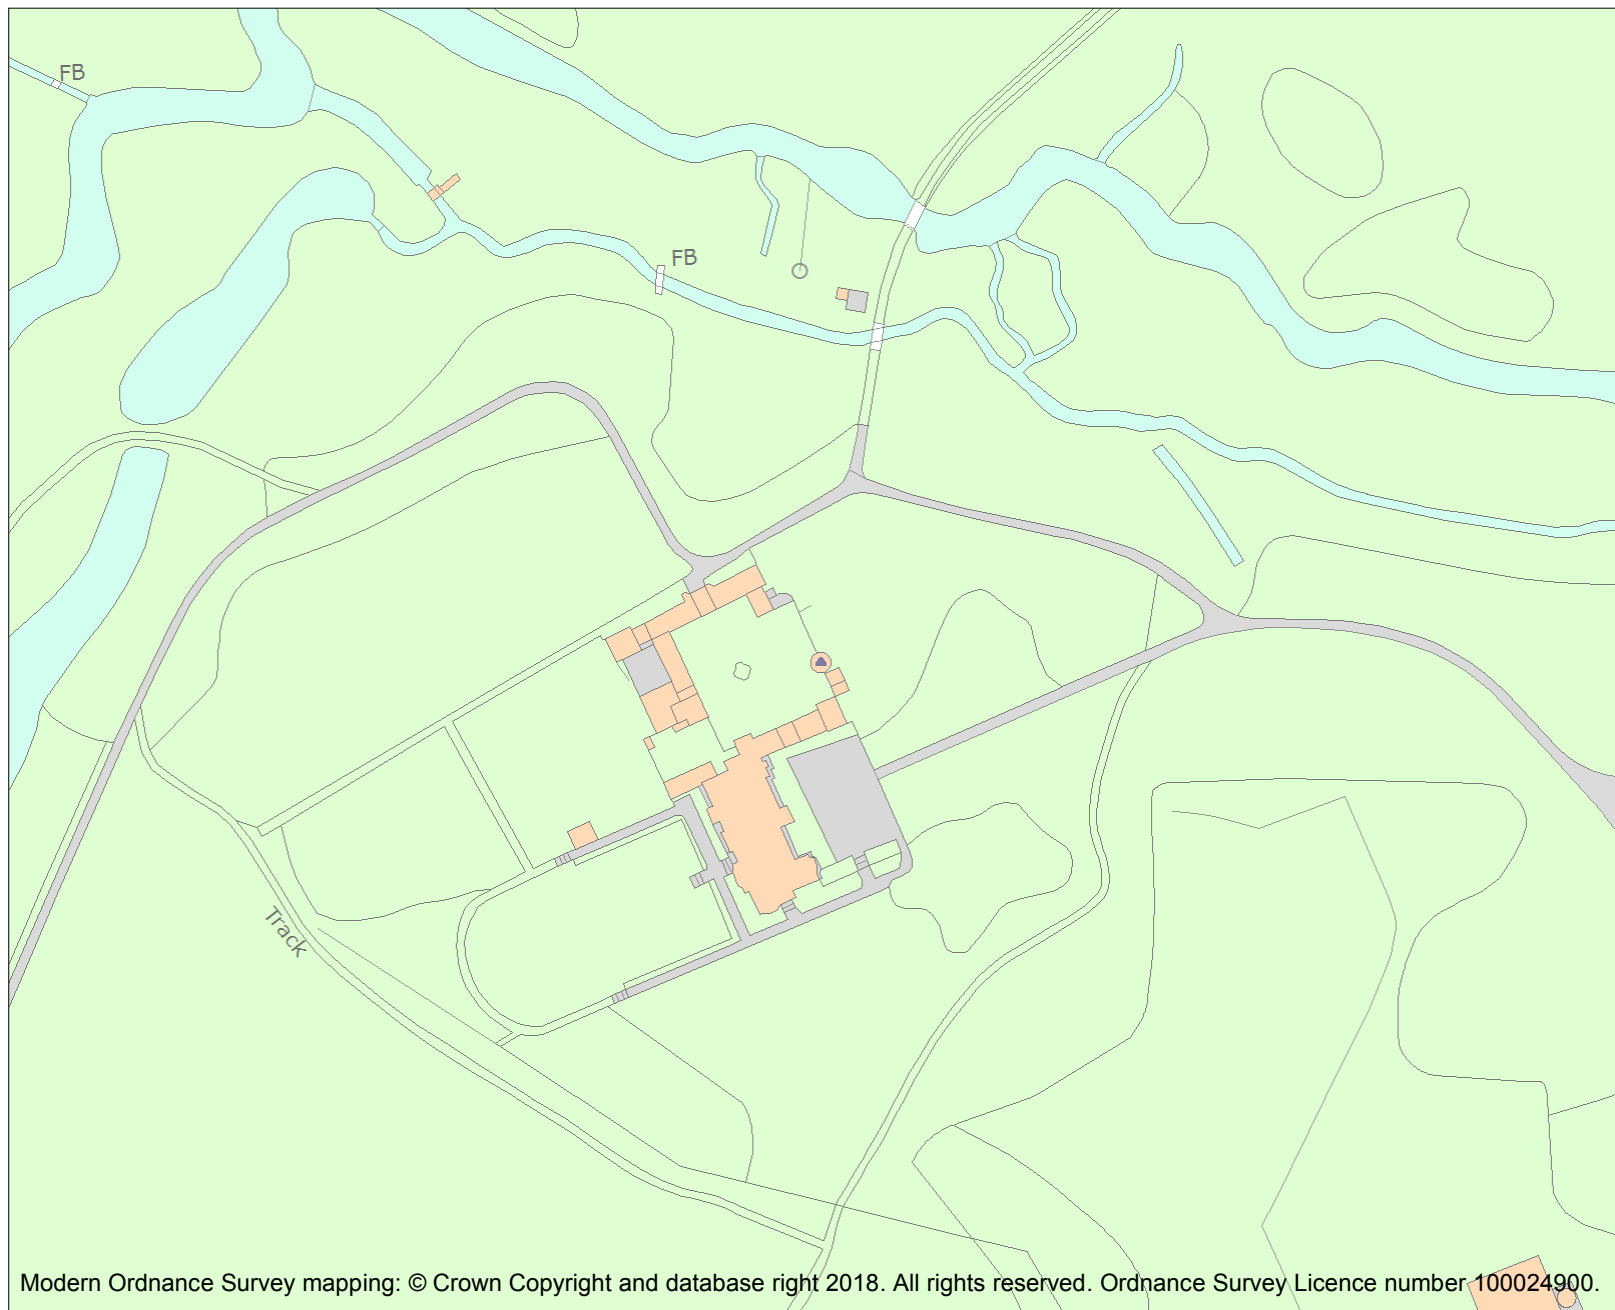 FB
FB
Track
Modern Ordnance Survey mapping: © Crown Copyright and database right 2018. All rights reserved. Ordnance Survey Licence number 100024900.